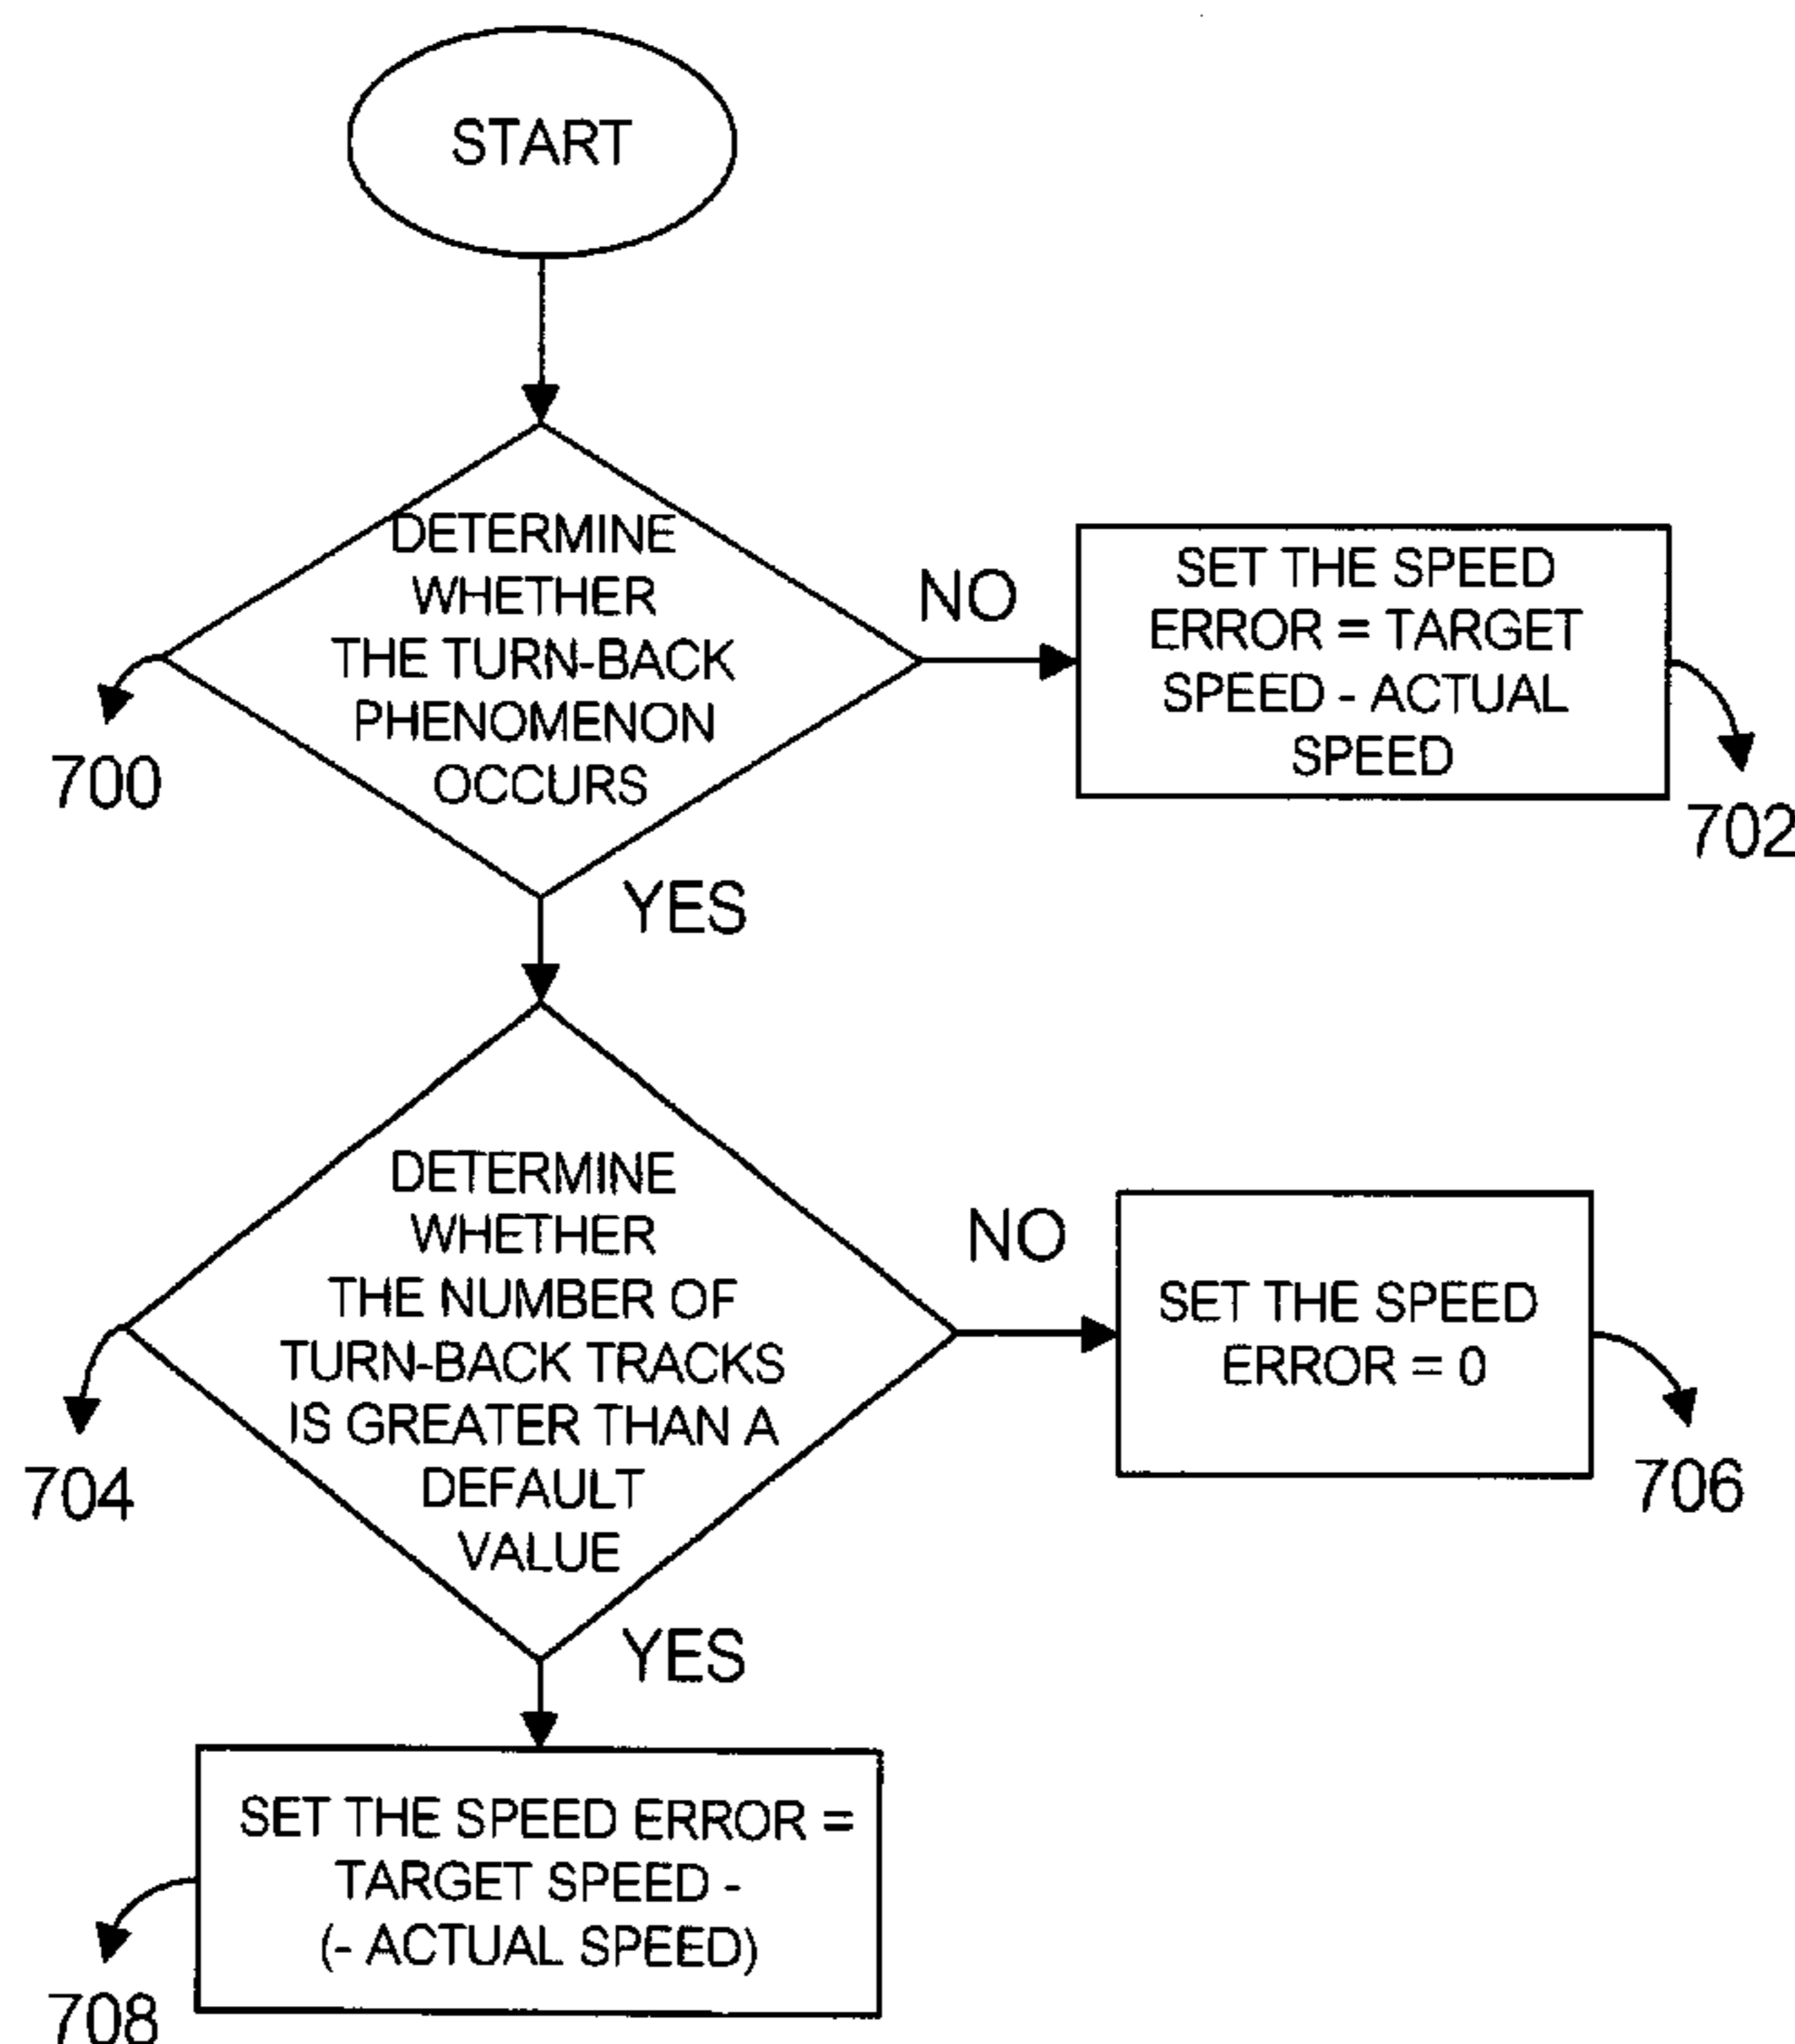 START
DETERMINE
WHETHER
THE TURN-BACK
PHENOMENON
OCCURS
700
NO
SET THE SPEED
ERROR = TARGET
SPEED - ACTUAL
SPEED
702
YES
DETERMINE
WHETHER
THE NUMBER OF
TURN-BACK TRACKS
IS GREATER THAN A
DEFAULT
VALUE
704
NO
SET THE SPEED
ERROR = 0
706
YES
SET THE SPEED ERROR =
TARGET SPEED -
(- ACTUAL SPEED)
708